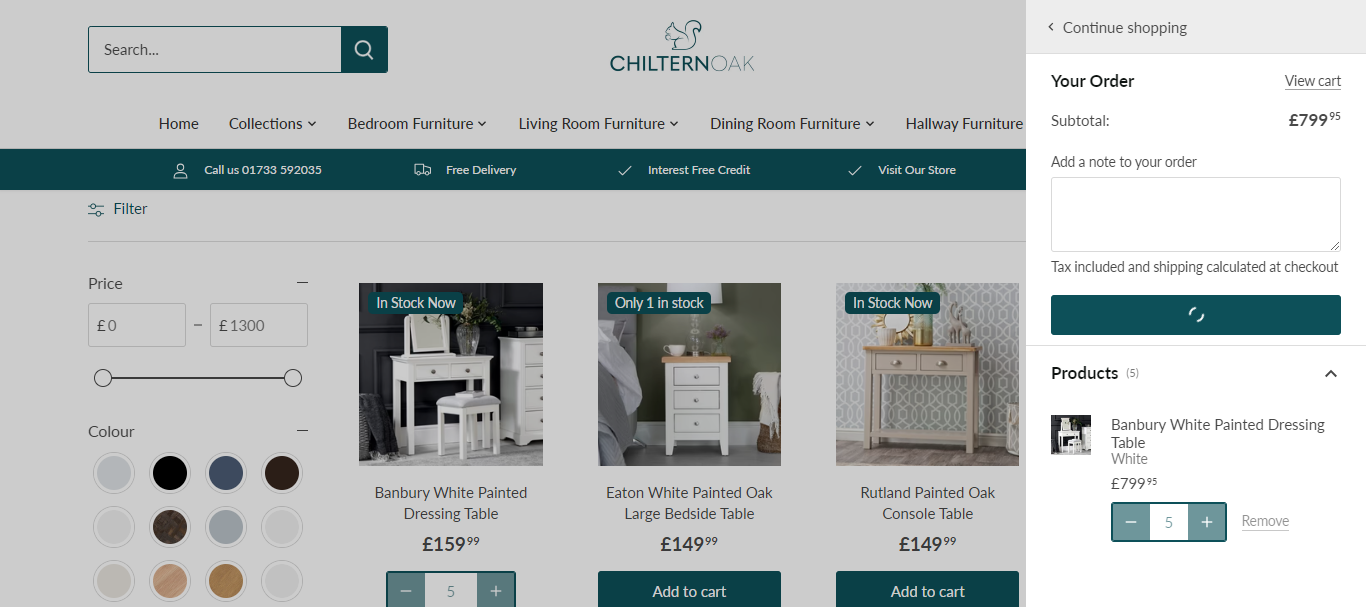 Search...
CHILTERNOAK
Home Collections Bedroom Furniture Living Room Furniture Dining Room Furniture Hallway Furniture
Call us 01733 592035 Free Delivery Interest Free Credit Visit Our Store
Filter
Price
£ 0 – £ 1300
Colour
In Stock Now
Banbury White Painted
Dressing Table
£159.99
− 5 +
Only 1 in stock
Eaton White Painted Oak
Large Bedside Table
£149.99
Add to cart
In Stock Now
Rutland Painted Oak
Console Table
£149.99
Add to cart
Continue shopping
Your Order View cart
Subtotal: £799.95
Add a note to your order
Tax included and shipping calculated at checkout
Products (5)
Banbury White Painted Dressing
Table
White
£799.95
− 5 + Remove